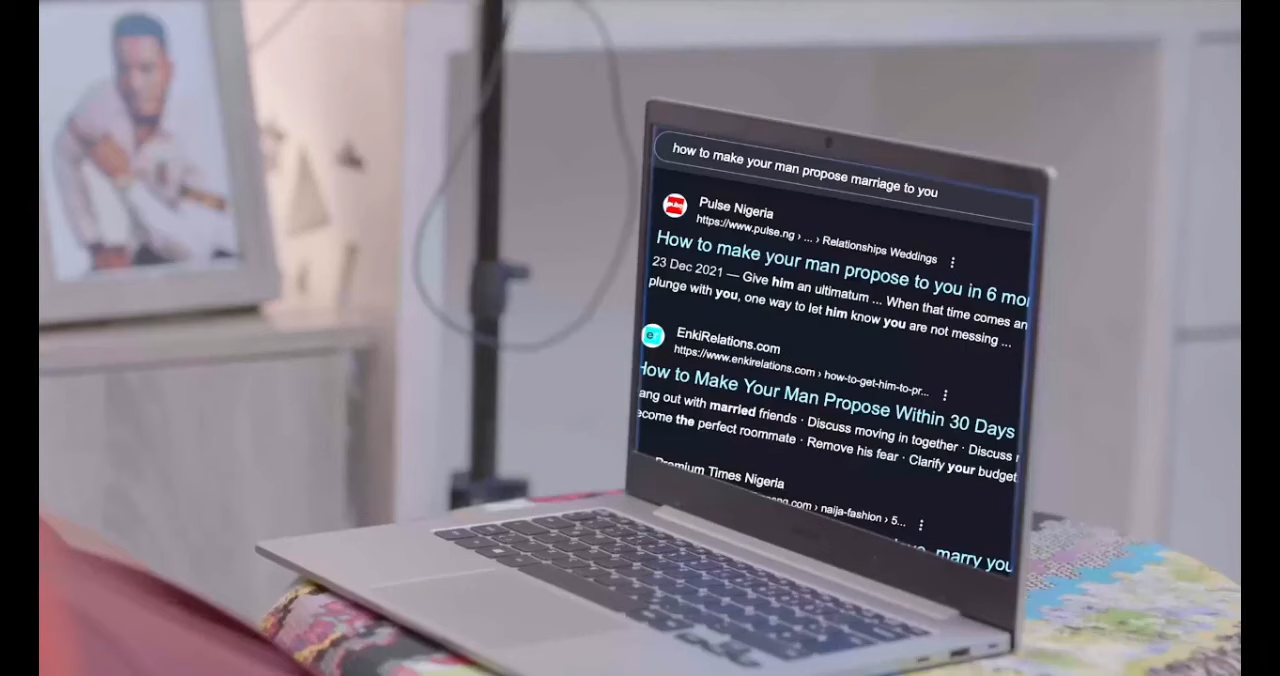 how to make your man propose marriage to you
Pulse Nigeria
https://www.pulse.ng › ... › Relationships Weddings
How to make your man propose to you in 6 mo
23 Dec 2021 — Give him an ultimatum ... When that time comes an
plunge with you, one way to let him know you are not messing ...
e
EnkiRelations.com
https://www.enkirelations.com › how-to-get-him-to-pr...
How to Make Your Man Propose Within 30 Days
ang out with married friends · Discuss moving in together · Discuss
ecome the perfect roommate · Remove his fear · Clarify your budget
Premium Times Nigeria
ng.com › naija-fashion › 5...
marry you